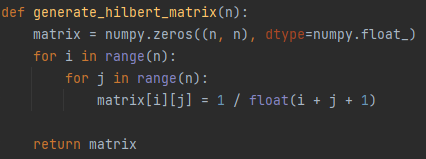 def generate_hilbert_matrix(n):
    matrix = numpy.zeros((n, n), dtype=numpy.float_)
    for i in range(n):
        for j in range(n):
            matrix[i][j] = 1 / float(i + j + 1)
    return matrix